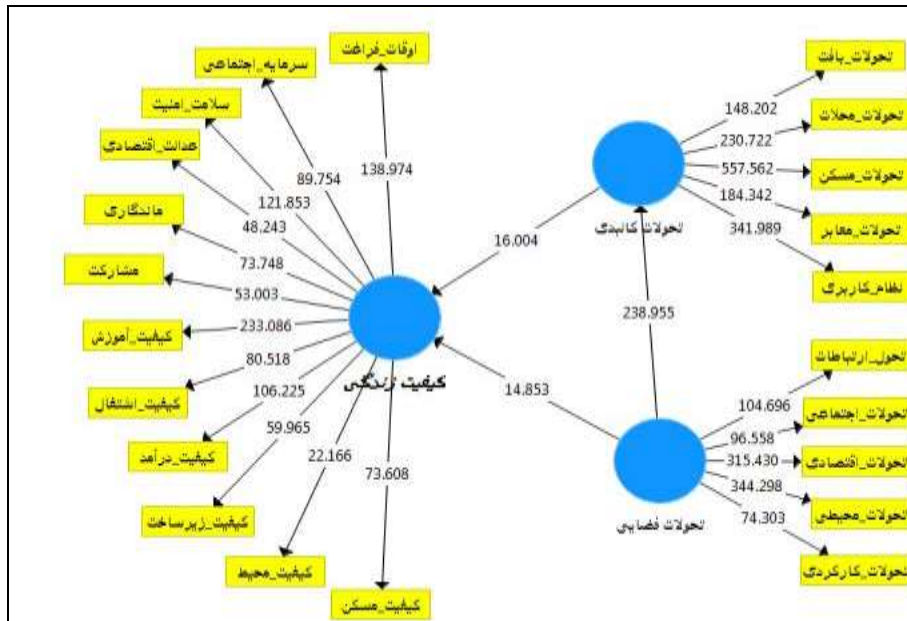 اوقات_فراغت
سرمایه_اجتماعی
سلامت_امنیت
عدالت_اقتصادی
ماندگاری
مشارکت
کیفیت_آموزش
کیفیت_اشتغال
کیفیت_درآمد
کیفیت_زیرساخت
کیفیت_محیط
کیفیت_مسکن
138.974
89.754
121.853
48.243
73.748
53.003
233.086
80.518
106.225
59.965
22.166
73.608
کیفیت زندگی
16.004
14.853
238.955
تحولات کالبدی
تحولات فضایی
148.202
230.722
557.562
184.342
341.989
تحولات_بافت
تحولات_محلات
تحولات_مسکن
تحولات_معابر
نظام_کاربری
104.696
96.558
315.430
344.298
74.303
تحول_ارتباطات
تحولات_اجتماعی
تحولات_اقتصادی
تحولات_محیطی
تحولات_کارکردی